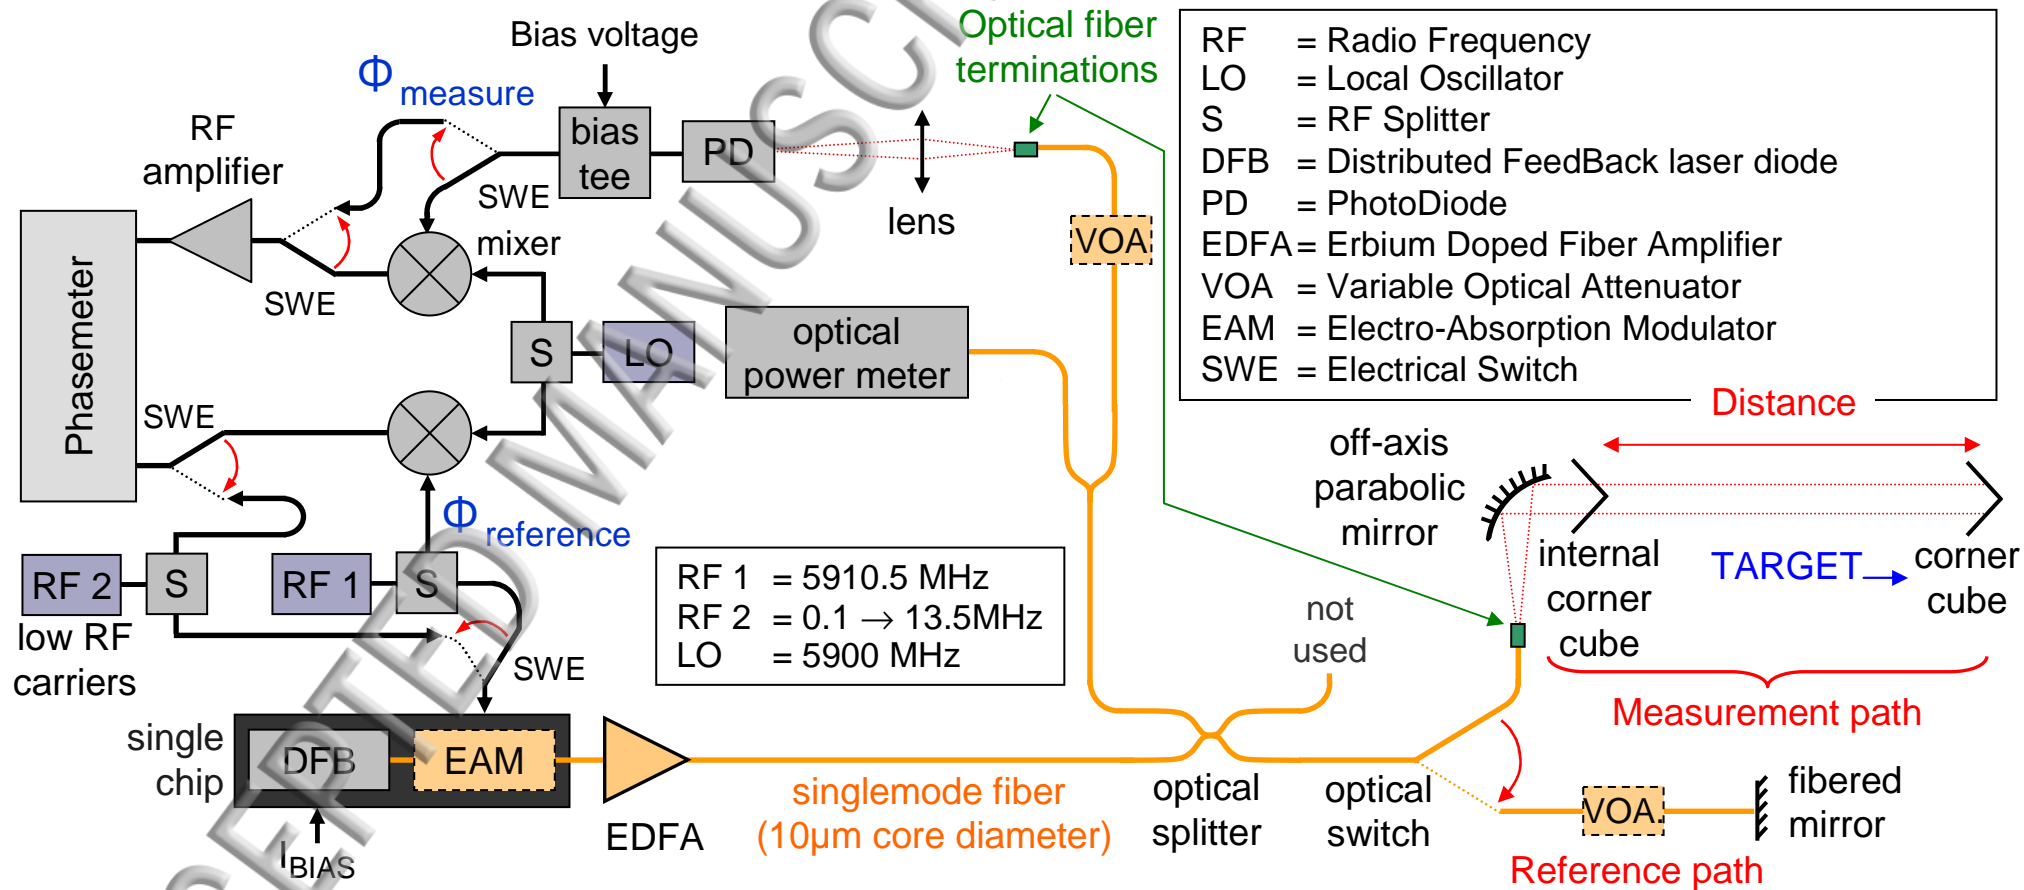 Bias voltage
Φ measure
RF
amplifier
bias
tee
PD
SWE
mixer
SWE
Phasemeter
S
LO
SWE
Φ reference
RF 2
S
RF 1
S
low RF
carriers
SWE
single
chip
DFB
EAM
I BIAS
EDFA
Optical fiber
terminations
lens
VOA
optical
power meter
RF = Radio Frequency
LO = Local Oscillator
S = RF Splitter
DFB = Distributed FeedBack laser diode
PD = PhotoDiode
EDFA = Erbium Doped Fiber Amplifier
VOA = Variable Optical Attenuator
EAM = Electro-Absorption Modulator
SWE = Electrical Switch
Distance
off-axis
parabolic
mirror
internal
corner
cube
TARGET
corner
cube
Measurement path
RF 1 = 5910.5 MHz
RF 2 = 0.1 → 13.5MHz
LO = 5900 MHz
not
used
singlemode fiber
(10µm core diameter)
optical
splitter
optical
switch
VOA.
fibered
mirror
Reference path
CEPTED MANUSC